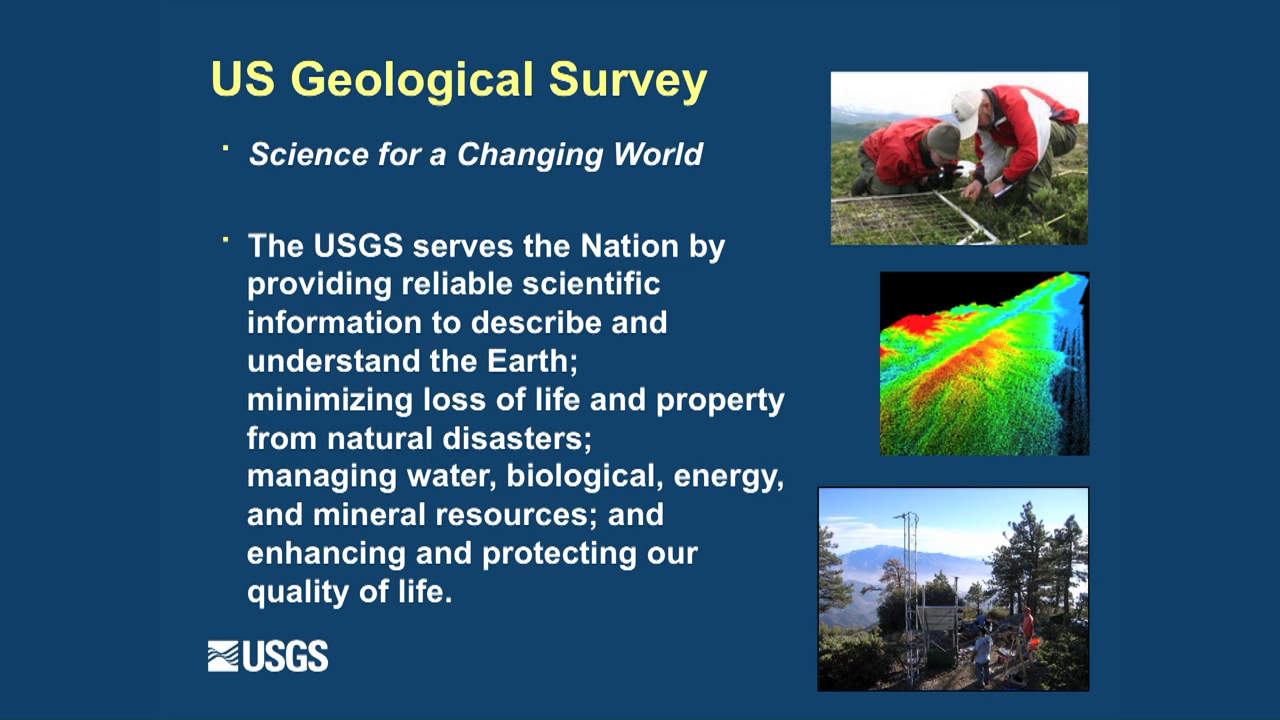 US Geological Survey
Science for a Changing World
The USGS serves the Nation by
providing reliable scientific
information to describe and
understand the Earth;
minimizing loss of life and property
from natural disasters;
managing water, biological, energy,
and mineral resources; and
enhancing and protecting our
quality of life.
USGS